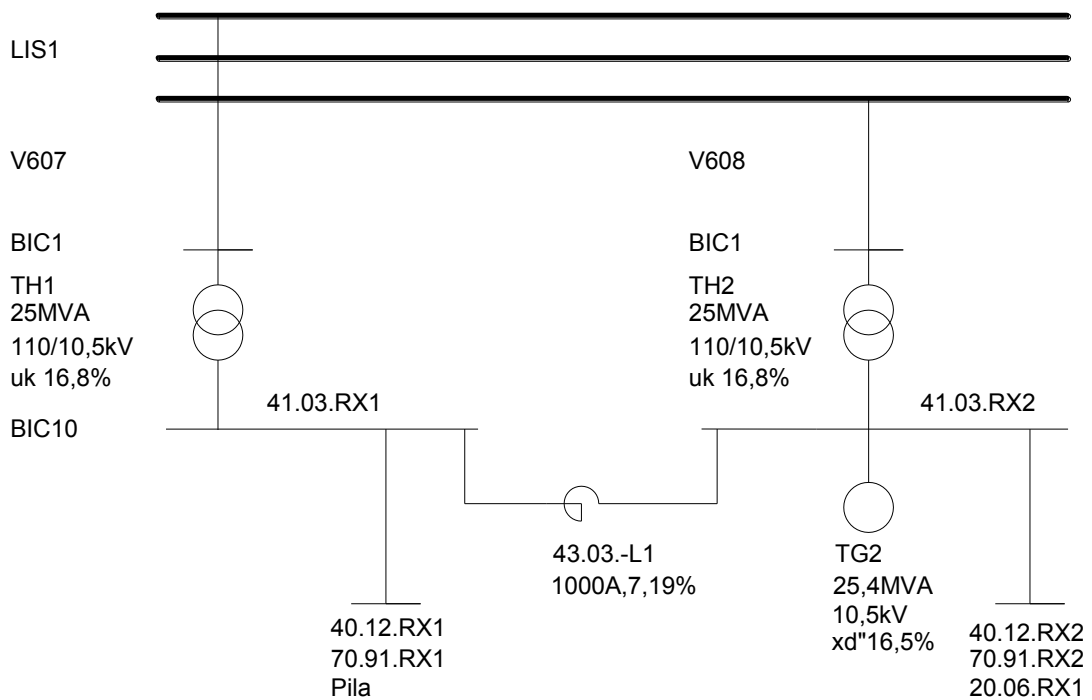 LIS1
V607
V608
BIC1
BIC1
TH1
25MVA
110/10,5kV
uk 16,8%
TH2
25MVA
110/10,5kV
uk 16,8%
41.03.RX1
41.03.RX2
BIC10
43.03.-L1
1000A,7,19%
TG2
25,4MVA
10,5kV
xd"16,5%
40.12.RX1
70.91.RX1
Pila
40.12.RX2
70.91.RX2
20.06.RX1